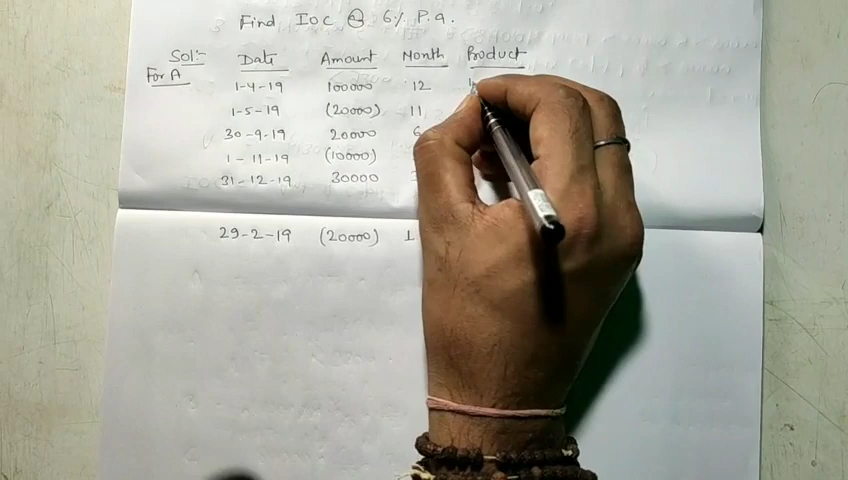 Find IOC @ 6% P.a.
Sol:- Date Amount Month Product
For A
1-4-19 100000 12
1-5-19 (20000) 11
30-9-19 20000 6
1-11-19 (10000)
31-12-19 30000 3
29-2-19 (20000) 1